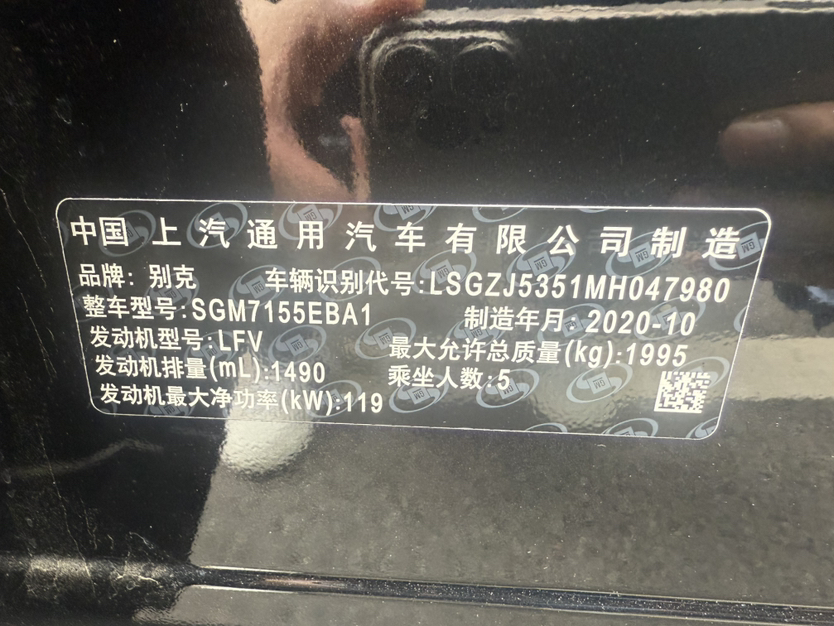 中国上汽通用汽车有限公司制造
品牌: 别克 车辆识别代号:LSGZJ5351MH047980
整车型号:SGM7155EBA1 制造年月: 2020-10
发动机型号:LFV 最大允许总质量(kg):1995
发动机排量(mL):1490 乘坐人数:5
发动机最大净功率(kW):119